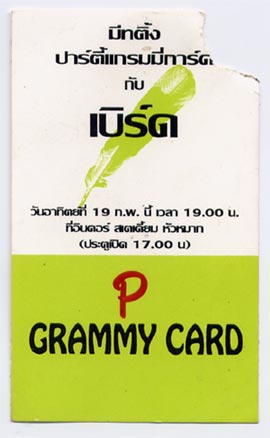 มีทติ้ง
ปาร์ตี้แกรมมี่การ์ด
กับ
เบิร์ด
วันอาทิตย์ที่ 19 ก.พ. นี้ เวลา 19.00 น.
ที่อินดอร์ สเตเดี้ยม หัวหมาก
(ประตูเปิด 17.00 น)
P
GRAMMY CARD